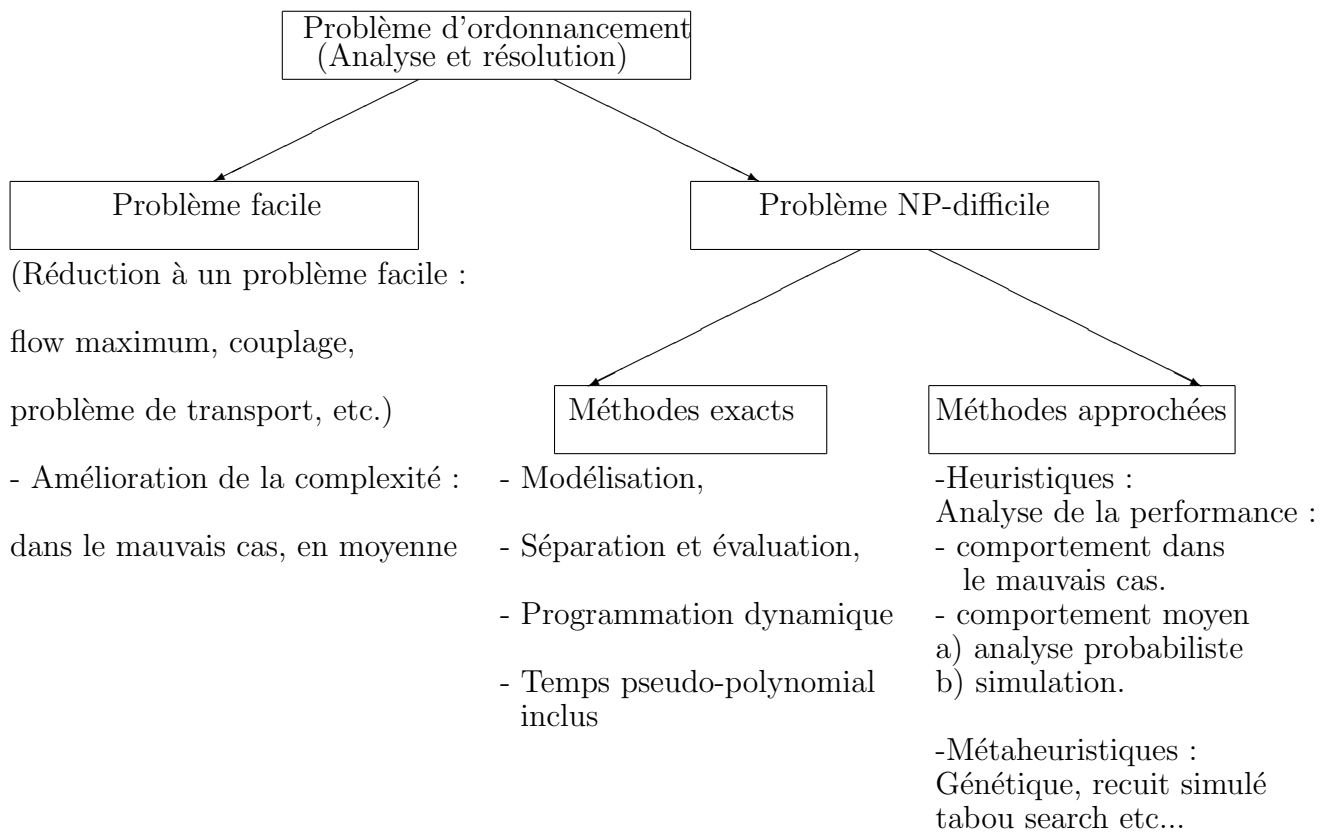 Problème d'ordonnancement
(Analyse et résolution)
Problème facile
Problème NP-difficile
(Réduction à un problème facile :
flow maximum, couplage,
problème de transport, etc.)
- Amélioration de la complexité :
dans le mauvais cas, en moyenne
Méthodes exacts
- Modélisation,
- Séparation et évaluation,
- Programmation dynamique
- Temps pseudo-polynomial
inclus
Méthodes approchées
-Heuristiques :
Analyse de la performance :
- comportement dans
le mauvais cas.
- comportement moyen
a) analyse probabiliste
b) simulation.
-Métaheuristiques :
Génétique, recuit simulé
tabou search etc...